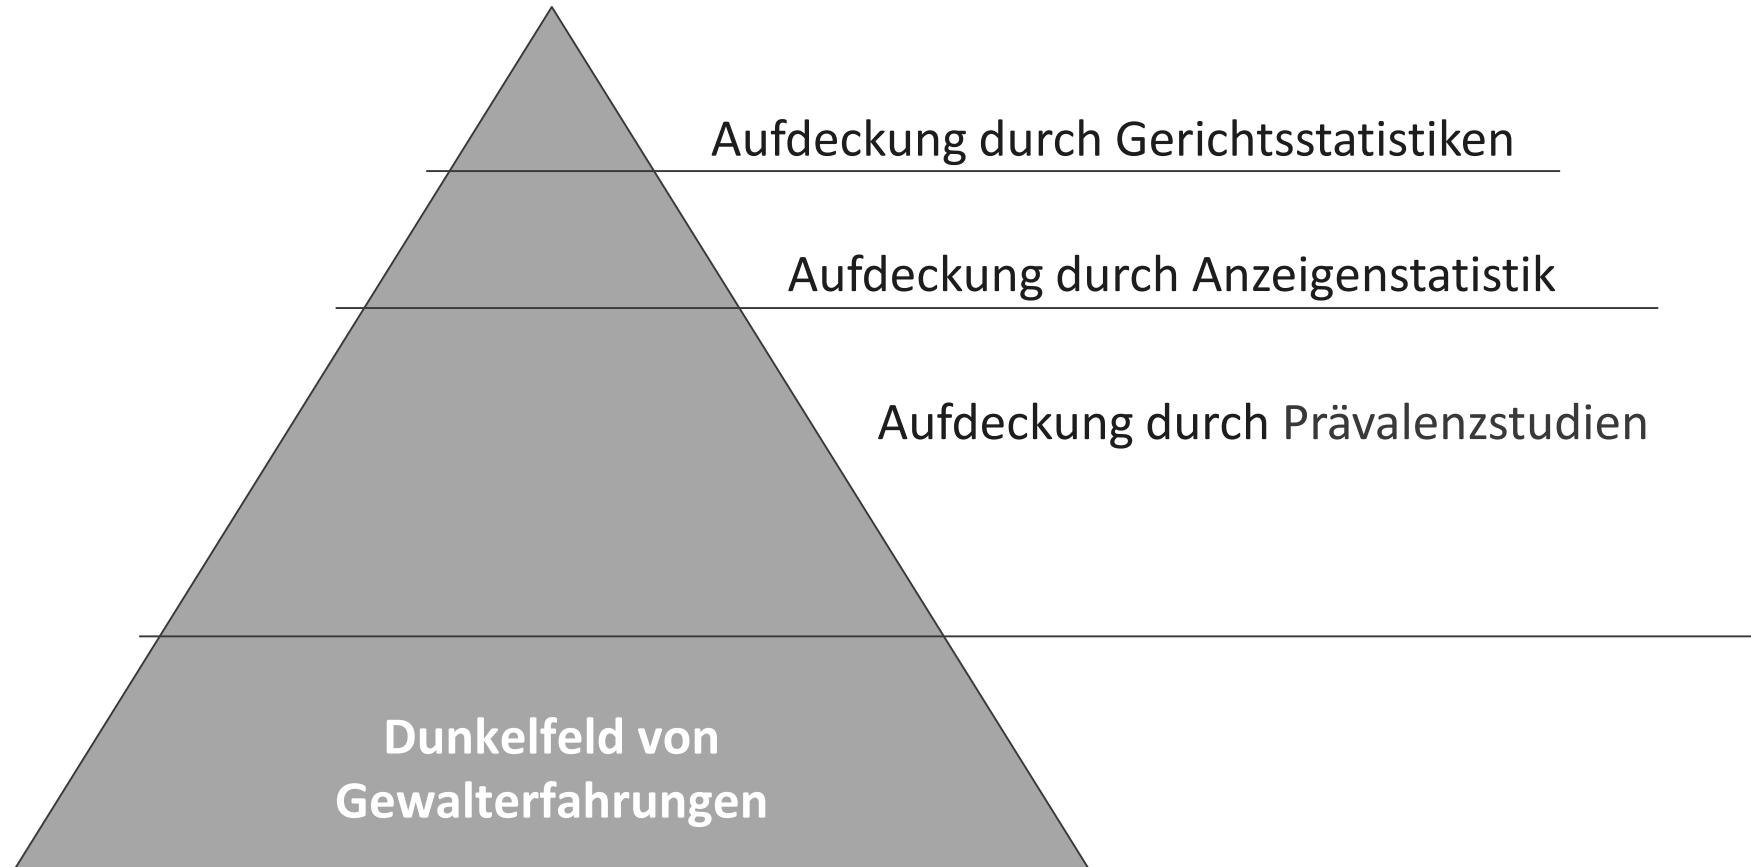 Aufdeckung durch Gerichtsstatistiken
Aufdeckung durch Anzeigenstatistik
Aufdeckung durch Prävalenzstudien
Dunkelfeld von
Gewalterfahrungen